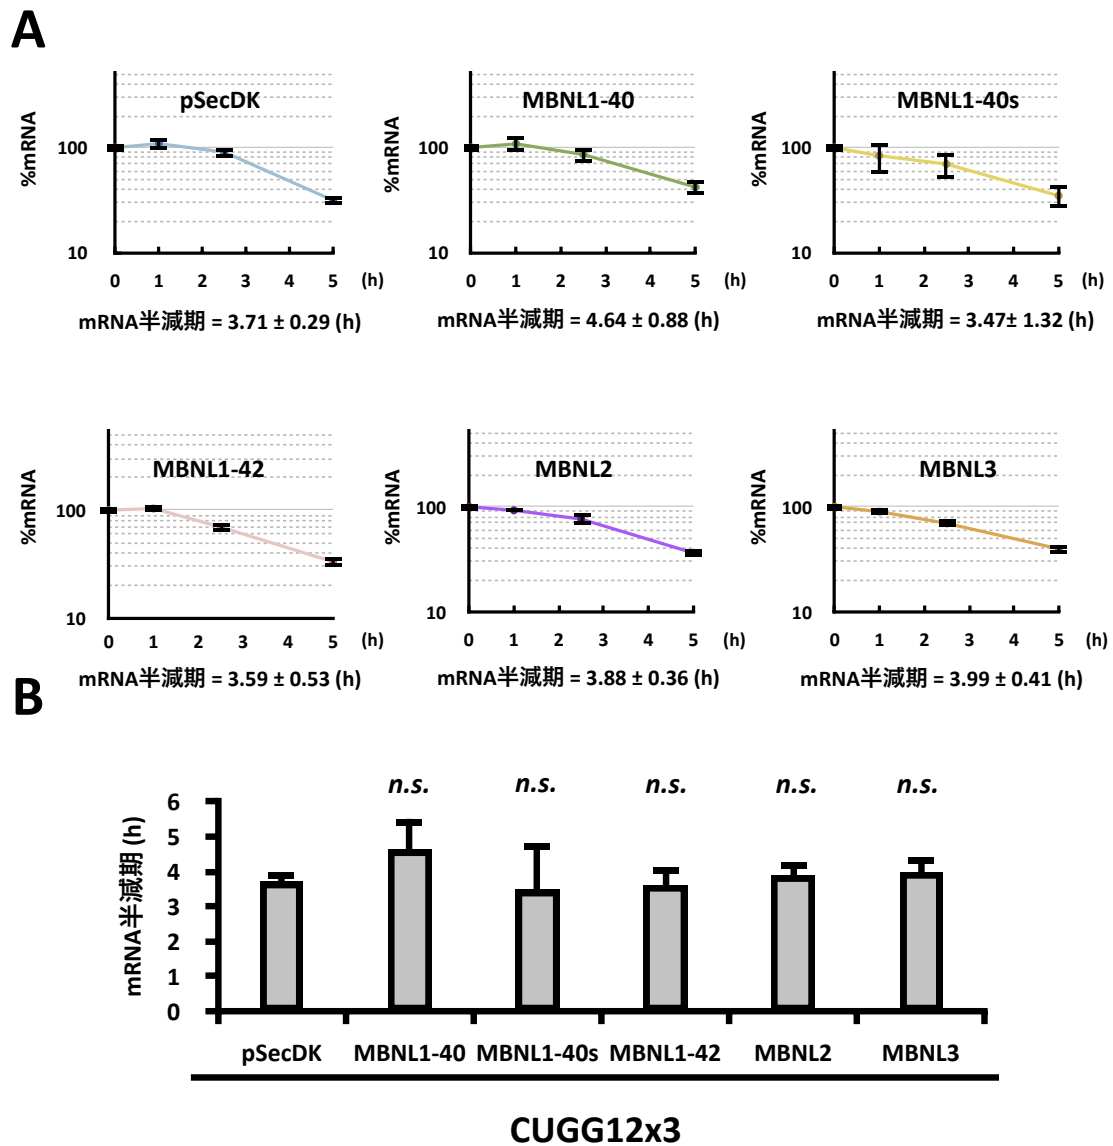 A
pSecDK
%mRNA
100
10
0 1 2 3 4 5 (h)
mRNA半減期 = 3.71 ± 0.29 (h)
MBNL1-40
%mRNA
100
10
0 1 2 3 4 5 (h)
mRNA半減期 = 4.64 ± 0.88 (h)
MBNL1-40s
%mRNA
100
10
0 1 2 3 4 5 (h)
mRNA半減期 = 3.47± 1.32 (h)
MBNL1-42
%mRNA
100
10
0 1 2 3 4 5 (h)
mRNA半減期 = 3.59 ± 0.53 (h)
MBNL2
%mRNA
100
10
0 1 2 3 4 5 (h)
mRNA半減期 = 3.88 ± 0.36 (h)
MBNL3
%mRNA
100
10
0 1 2 3 4 5 (h)
mRNA半減期 = 3.99 ± 0.41 (h)
B
n.s. n.s. n.s. n.s. n.s.
mRNA半減期 (h)
6
5
4
3
2
1
0
pSecDK MBNL1-40 MBNL1-40s MBNL1-42 MBNL2 MBNL3
CUGG12x3